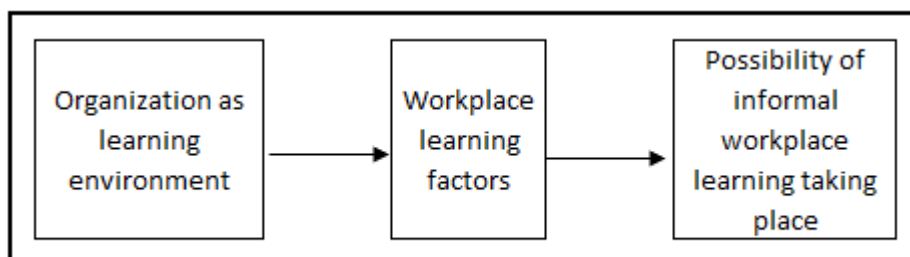 Organization as
learning
environment
Workplace
learning
factors
Possibility of
informal
workplace
learning taking
place